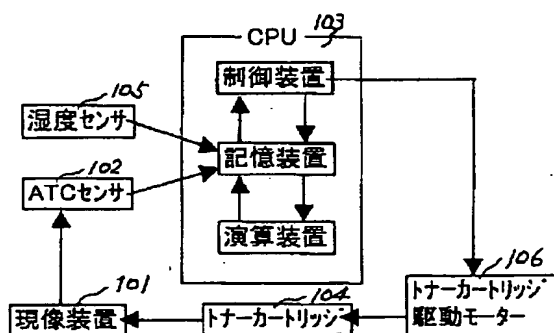 CPU
103
制御装置
105
湿度センサ
記憶装置
102
ATCセンサ
演算装置
101
現像装置
104
トナーカートリッジ
106
トナーカートリッジ
駆動モーター